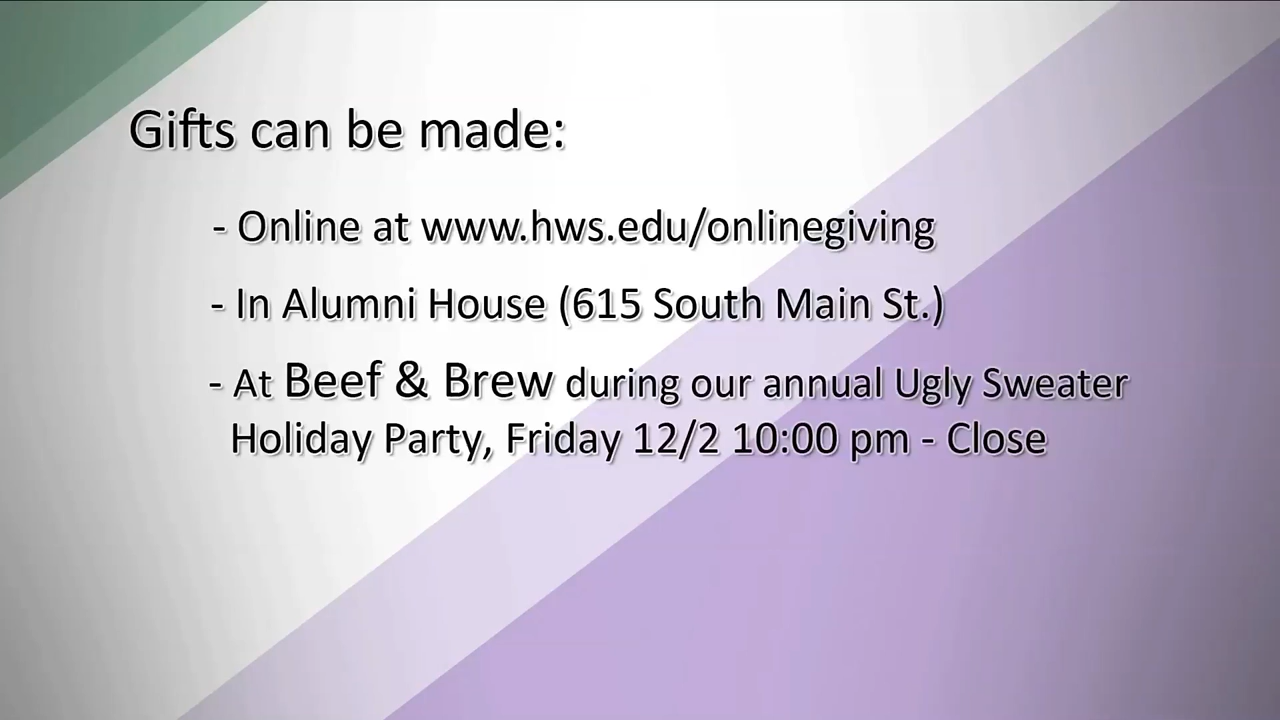 Gifts can be made:
- Online at www.hws.edu/onlinegiving
- In Alumni House (615 South Main St.)
- At Beef & Brew during our annual Ugly Sweater
Holiday Party, Friday 12/2 10:00 pm - Close